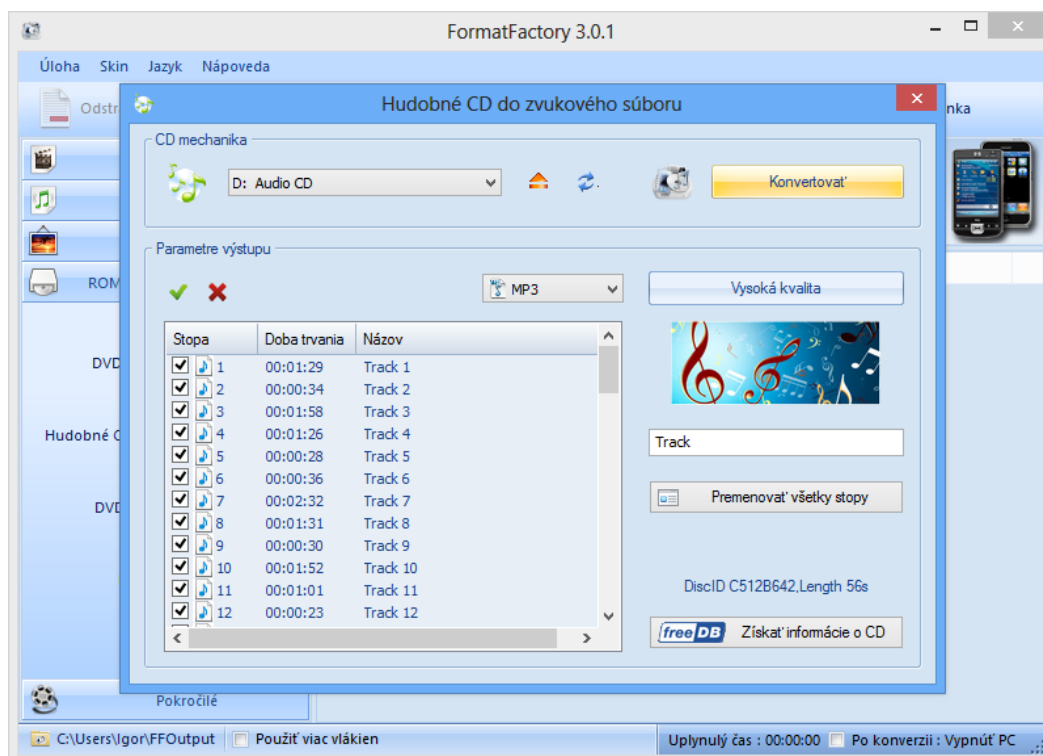 FormatFactory 3.0.1
Úloha Skin Jazyk Nápoveda
Hudobné CD do zvukového súboru
CD mechanika
D: Audio CD
Konvertovať
Parametre výstupu
MP3
Vysoká kvalita
Stopa Doba trvania Názov
1 00:01:29 Track 1
2 00:00:34 Track 2
3 00:01:58 Track 3
4 00:01:26 Track 4
5 00:00:28 Track 5
6 00:00:36 Track 6
7 00:02:32 Track 7
8 00:01:31 Track 8
9 00:00:30 Track 9
10 00:01:52 Track 10
11 00:01:01 Track 11
12 00:00:23 Track 12
Track
Premenovať všetky stopy
DiscID C512B642,Length 56s
freeDB Získať informácie o CD
ROM
DVD
Hudobné
Pokročilé
C:\Users\Igor\FFOutput Použiť viac vlákien Uplynulý čas : 00:00:00 Po konverzii : Vypnúť PC